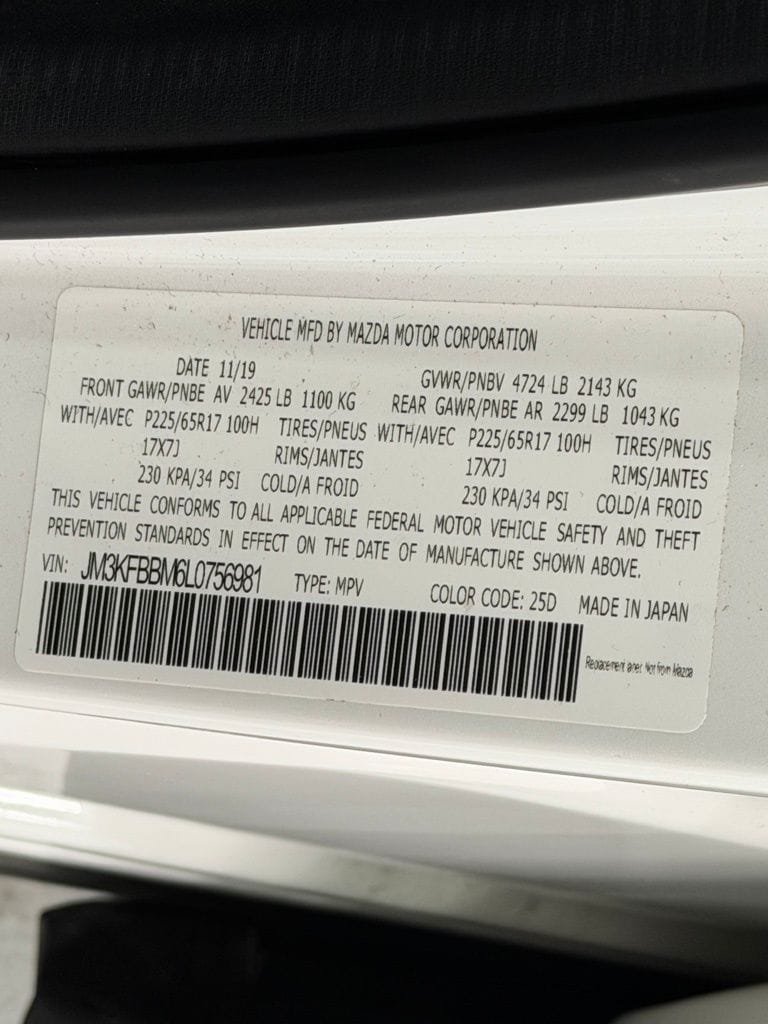 VEHICLE MFD BY MAZDA MOTOR CORPORATION
DATE 11/19 GVWR/PNBV 4724 LB 2143 KG
FRONT GAWR/PNBE AV 2425 LB 1100 KG REAR GAWR/PNBE AR 2299 LB 1043 KG
WITH/AVEC P225/65R17 100H TIRES/PNEUS WITH/AVEC P225/65R17 100H TIRES/PNEUS
17X7J RIMS/JANTES 17X7J RIMS/JANTES
230 KPA/34 PSI COLD/A FROID 230 KPA/34 PSI COLD/A FROID
THIS VEHICLE CONFORMS TO ALL APPLICABLE FEDERAL MOTOR VEHICLE SAFETY AND THEFT
PREVENTION STANDARDS IN EFFECT ON THE DATE OF MANUFACTURE SHOWN ABOVE.
VIN: JM3KFBBM6L0756981 TYPE: MPV COLOR CODE: 25D MADE IN JAPAN
Replacement Not from Mazda